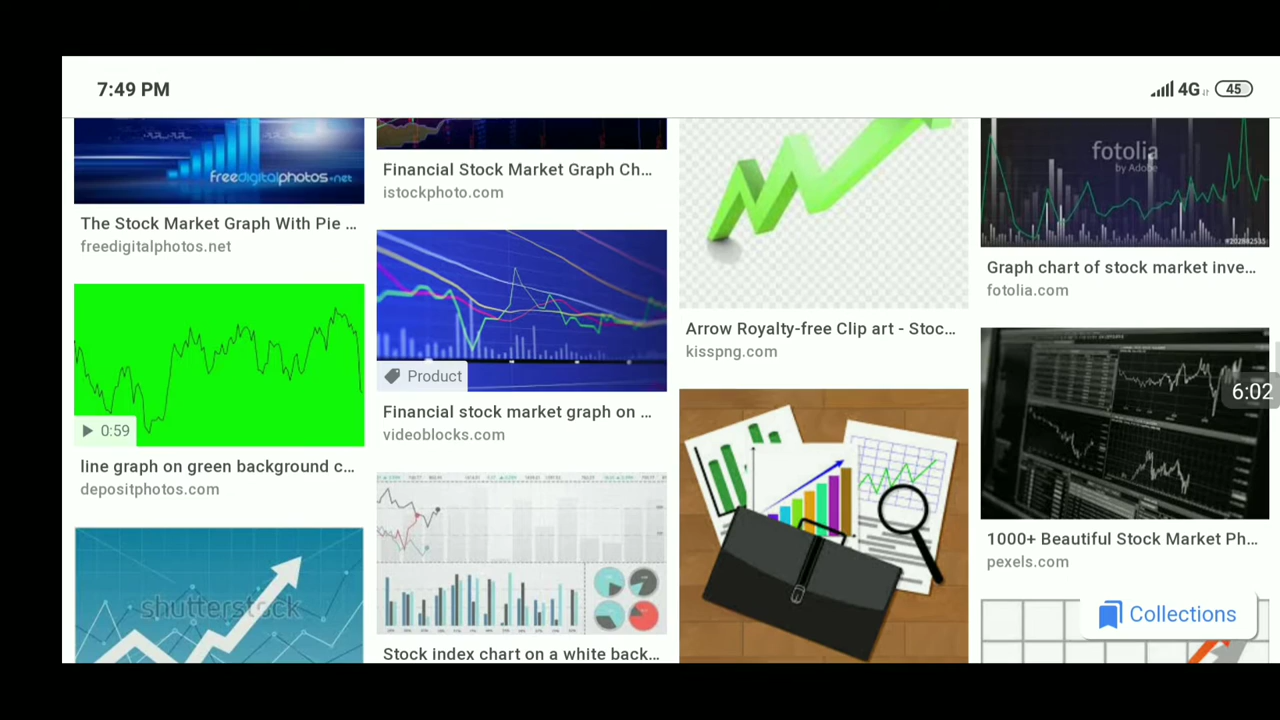 7:49 PM
4G
45
freedigitalphotos.net
The Stock Market Graph With Pie ...
freedigitalphotos.net
0:59
line graph on green background c...
depositphotos.com
shutterstock
Financial Stock Market Graph Ch...
istockphoto.com
Product
Financial stock market graph on ...
videoblocks.com
Stock index chart on a white back...
Arrow Royalty-free Clip art - Stoc...
kisspng.com
fotolia
by Adobe
Graph chart of stock market inve...
fotolia.com
6:02
1000+ Beautiful Stock Market Ph...
pexels.com
Collections